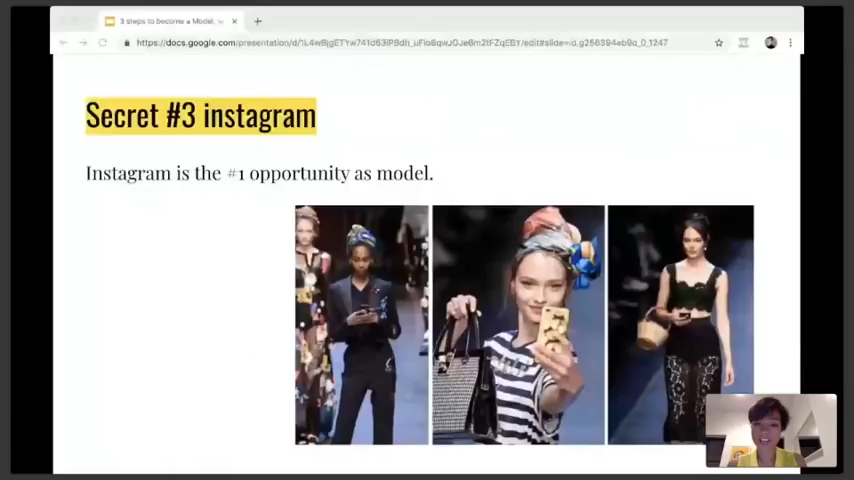 3 steps to become a Model,
Secret #3 instagram
Instagram is the #1 opportunity as model.